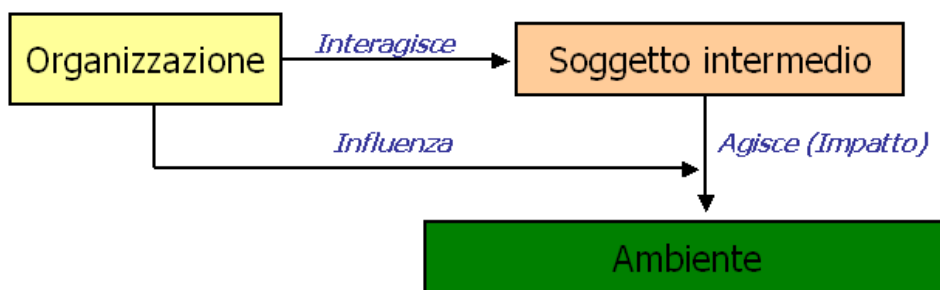 Organizzazione
Interagisce
Soggetto intermedio
Influenza
Agisce (Impatto)
Ambiente